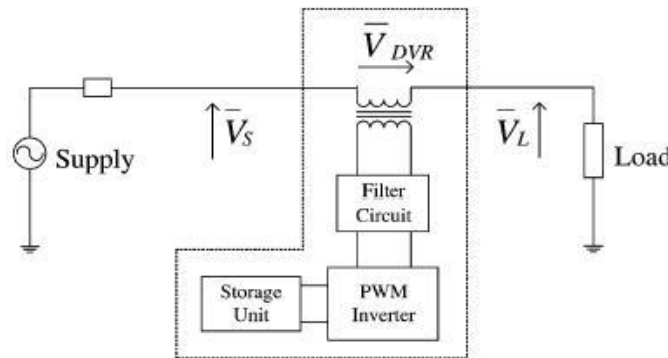 V̅ DVR
V̅S
V̅L
Supply
Load
Filter
Circuit
Storage
Unit
PWM
Inverter